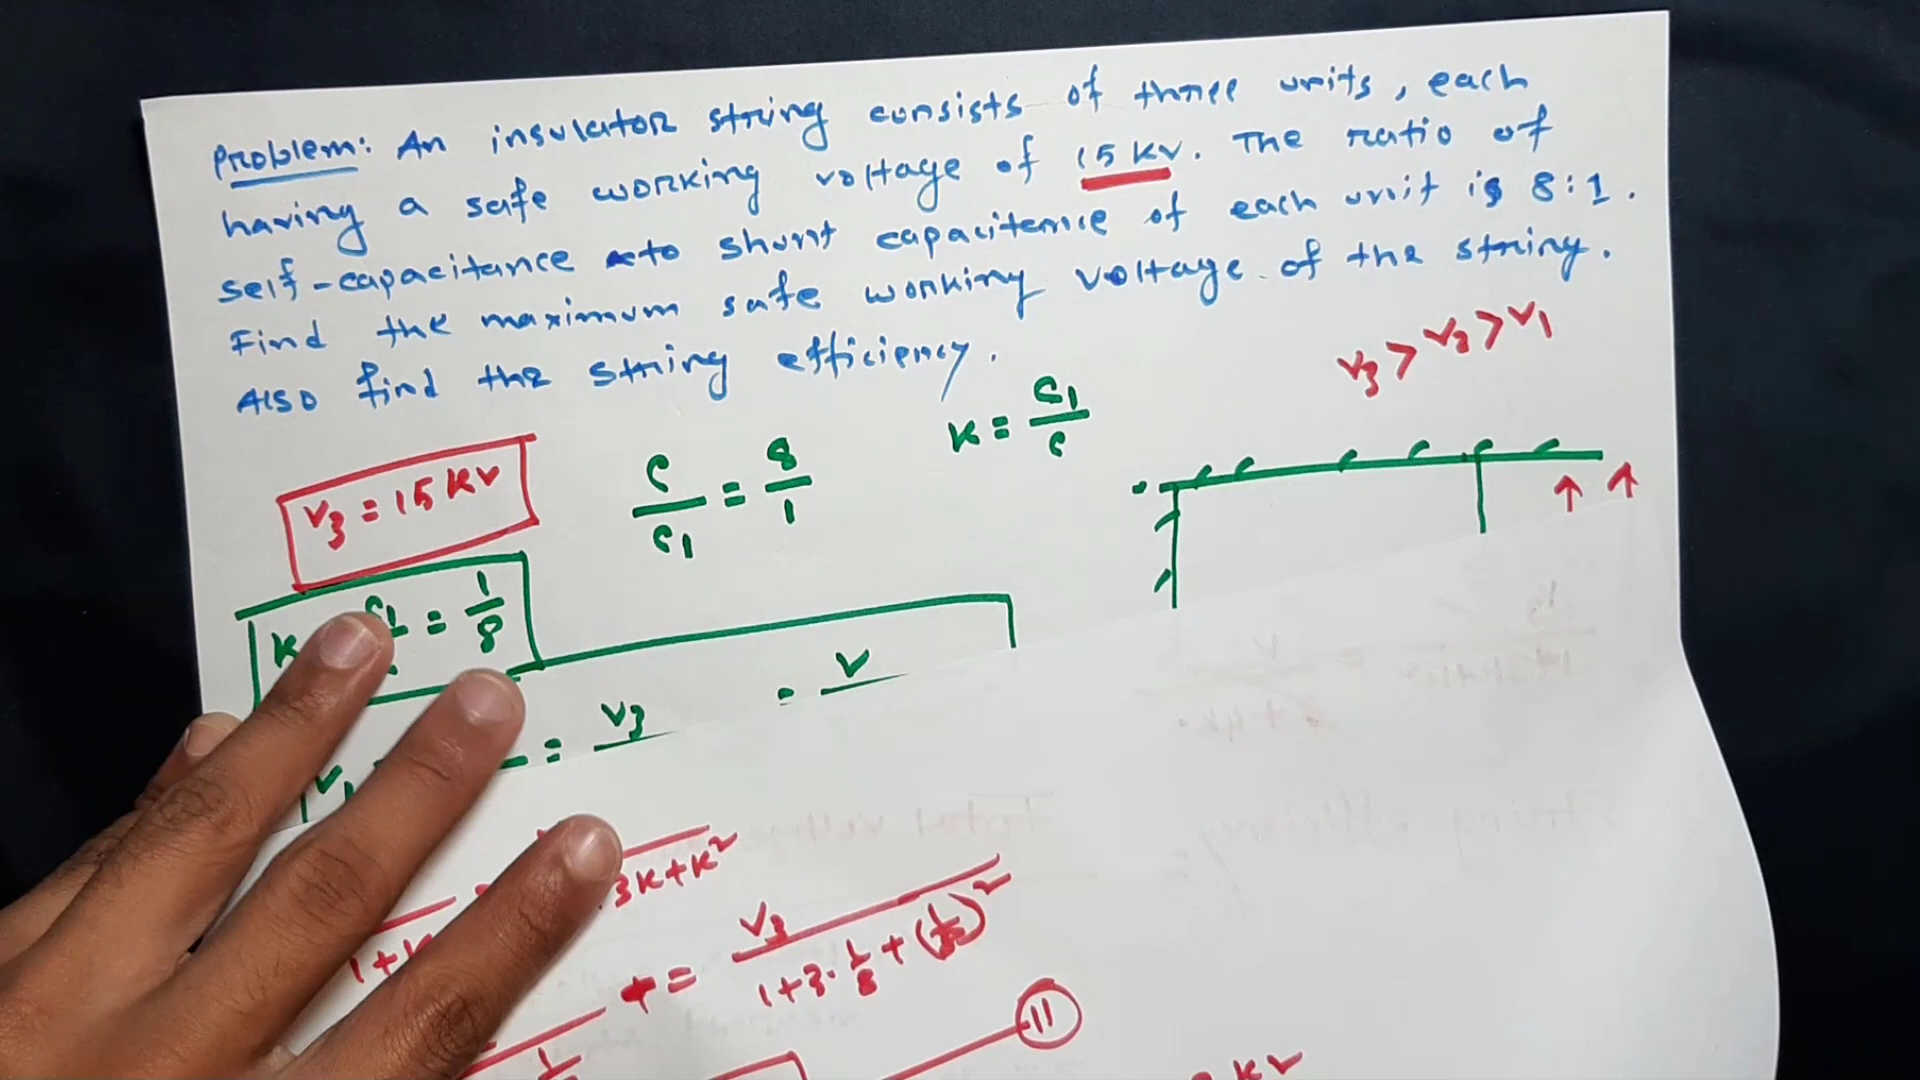 Problem: An insulator string consists of three units, each
having a safe working voltage of 15 KV. The ratio of
self-capacitance to shunt capacitence of each unit is 8:1.
Find the maximum safe working voltage of the string.
Also find the string efficiency.
V3 > V2 > V1
K = C1/C
V3 = 15 KV
C/C1 = 8/1
= 1/8
V3
= V
V1
3K+K²
1+K
= V3/(1+3·1/8+(1/8)²)
11
KV